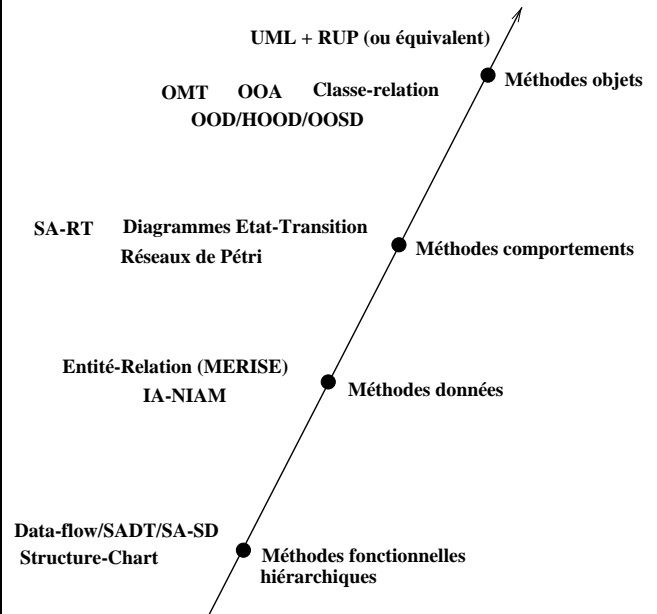 UML + RUP (ou équivalent)
Méthodes objets
OMT OOA Classe-relation
OOD/HOOD/OOSD
SA-RT Diagrammes Etat-Transition
Réseaux de Pétri
Méthodes comportements
Entité-Relation (MERISE)
IA-NIAM
Méthodes données
Data-flow/SADT/SA-SD
Structure-Chart
Méthodes fonctionnelles
hiérarchiques